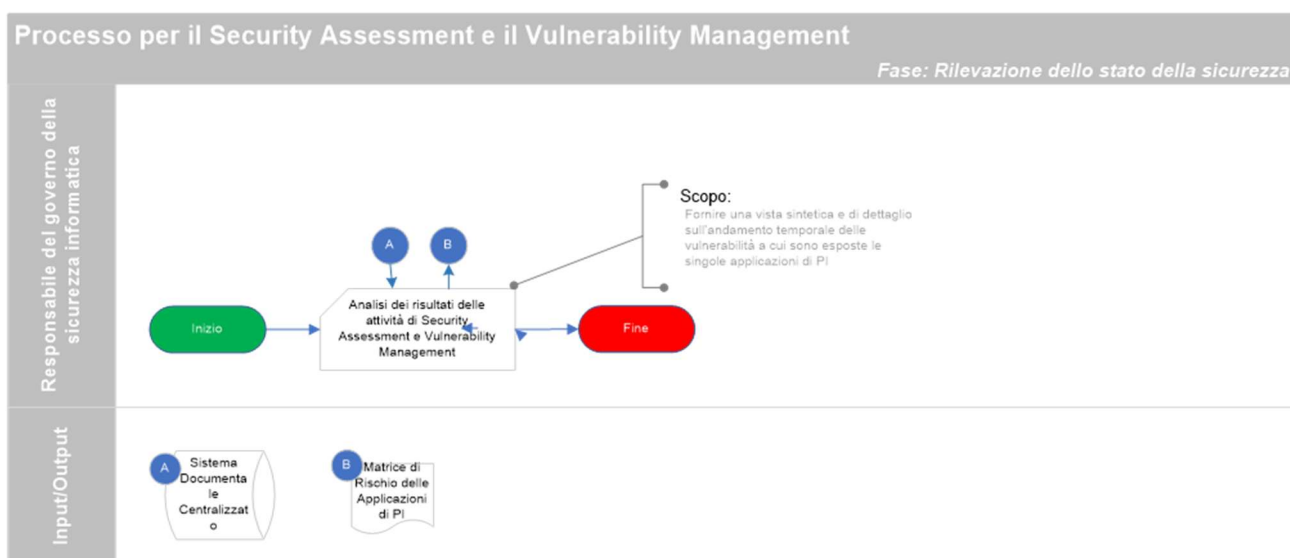 Processo per il Security Assessment e il Vulnerability Management
Fase: Rilevazione dello stato della sicurezza
Responsabile del governo della
sicurezza informatica
Scopo:
Fornire una vista sintetica e di dettaglio
sull'andamento temporale delle
vulnerabilità a cui sono esposte le
singole applicazioni di PI
A
B
Inizio
Analisi dei risultati delle
attività di Security
Assessment e Vulnerability
Management
Fine
Input/Output
A
Sistema
Documenta
le
Centralizzat
o
B
Matrice di
Rischio delle
Applicazioni
di PI